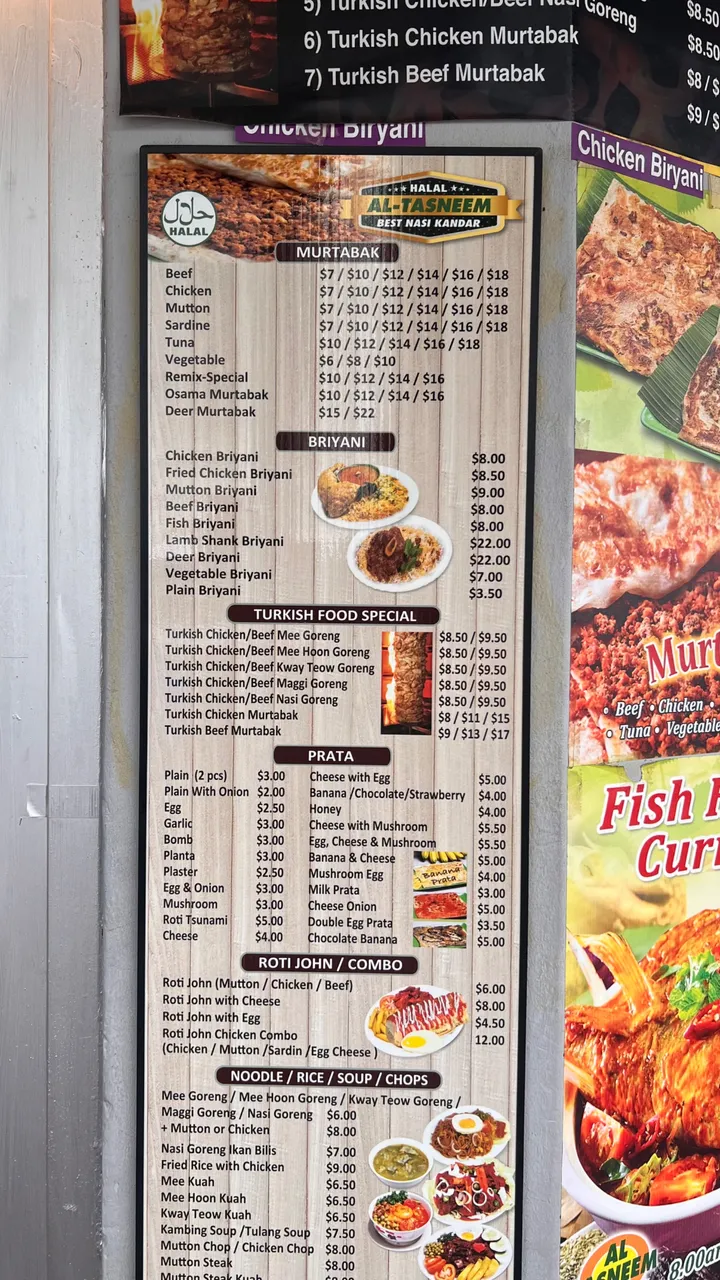 5) Turkish Chicken/Beef Nasi Goreng
$8.50
6) Turkish Chicken Murtabak
$8.50
7) Turkish Beef Murtabak
$8 /
$9 /
Chicken Biryani
Chicken Biryani
حلال
HALAL
HALAL
AL-TASNEEM
BEST NASI KANDAR
MURTABAK
Beef $7 / $10 / $12 / $14 / $16 / $18
Chicken $7 / $10 / $12 / $14 / $16 / $18
Mutton $7 / $10 / $12 / $14 / $16 / $18
Sardine $7 / $10 / $12 / $14 / $16 / $18
Tuna $10 / $12 / $14 / $16 / $18
Vegetable $6 / $8 / $10
Remix-Special $10 / $12 / $14 / $16
Osama Murtabak $10 / $12 / $14 / $16
Deer Murtabak $15 / $22
BRIYANI
Chicken Briyani $8.00
Fried Chicken Briyani $8.50
Mutton Briyani $9.00
Beef Briyani $8.00
Fish Briyani $8.00
Lamb Shank Briyani $22.00
Deer Briyani $22.00
Vegetable Briyani $7.00
Plain Briyani $3.50
TURKISH FOOD SPECIAL
Turkish Chicken/Beef Mee Goreng $8.50 / $9.50
Turkish Chicken/Beef Mee Hoon Goreng $8.50 / $9.50
Turkish Chicken/Beef Kway Teow Goreng $8.50 / $9.50
Turkish Chicken/Beef Maggi Goreng $8.50 / $9.50
Turkish Chicken/Beef Nasi Goreng $8.50 / $9.50
Turkish Chicken Murtabak $8 / $11 / $15
Turkish Beef Murtabak $9 / $13 / $17
PRATA
Plain (2 pcs) $3.00 Cheese with Egg $5.00
Plain With Onion $2.00 Banana /Chocolate/Strawberry $4.00
Egg $2.50 Honey $4.00
Garlic $3.00 Cheese with Mushroom $5.50
Bomb $3.00 Egg, Cheese & Mushroom $5.50
Planta $3.00 Banana & Cheese $5.00
Plaster $2.50 Mushroom Egg $4.00
Egg & Onion $3.00 Milk Prata $3.00
Mushroom $3.00 Cheese Onion $5.00
Roti Tsunami $5.00 Double Egg Prata $3.50
Cheese $4.00 Chocolate Banana $5.00
Banana
Prata
ROTI JOHN / COMBO
Roti John (Mutton / Chicken / Beef) $6.00
Roti John with Cheese $8.00
Roti John with Egg $4.50
Roti John Chicken Combo 12.00
(Chicken / Mutton /Sardin /Egg Cheese )
NOODLE / RICE / SOUP / CHOPS
Mee Goreng / Mee Hoon Goreng / Kway Teow Goreng /
Maggi Goreng / Nasi Goreng $6.00
+ Mutton or Chicken $8.00
Nasi Goreng Ikan Bilis $7.00
Fried Rice with Chicken $9.00
Mee Kuah $6.50
Mee Hoon Kuah $6.50
Kway Teow Kuah $6.50
Kambing Soup /Tulang Soup $7.50
Mutton Chop / Chicken Chop $8.00
Mutton Steak $8.00
Mutton Steak Kuah
Murt
• Beef • Chicken •
• Tuna • Vegetable
Fish
Curr
AL
8.00am